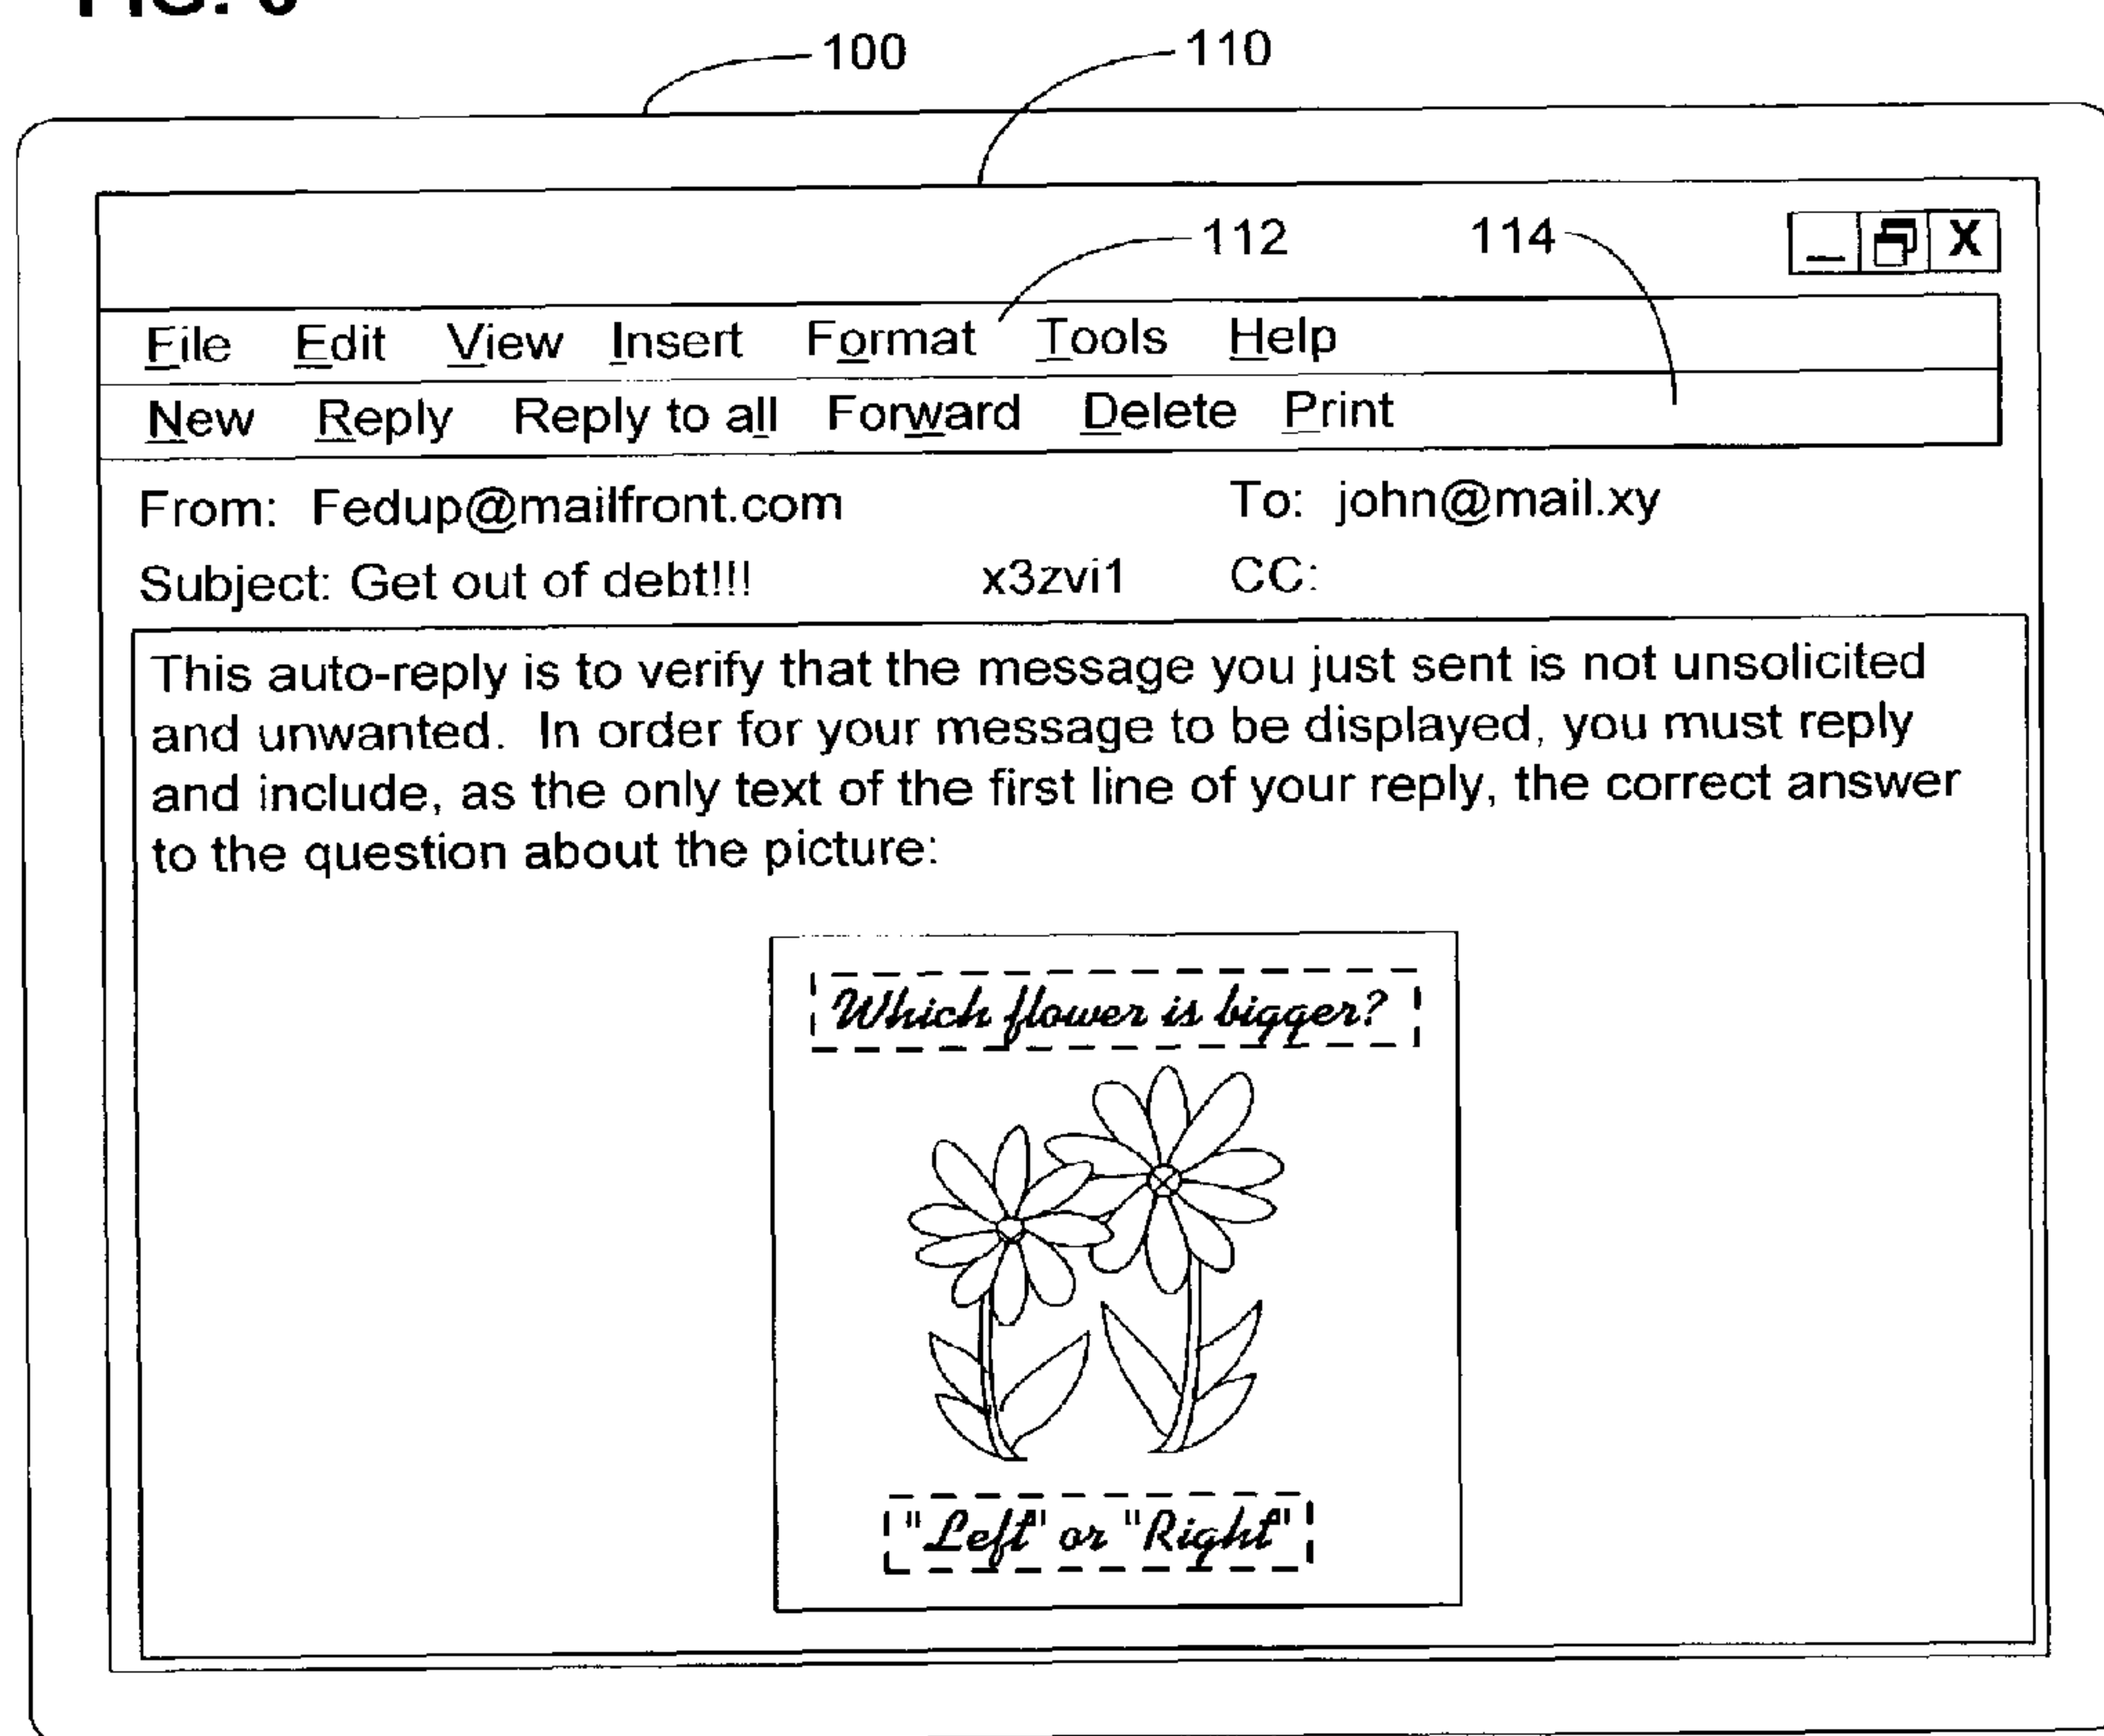 FIG.
100
110
112
114
X
File Edit View Insert Format Tools Help
New Reply Reply to all Forward Delete Print
From: Fedup@mailfront.com To: john@mail.xy
Subject: Get out of debt!!! x3zvi1 CC:
This auto-reply is to verify that the message you just sent is not unsolicited
and unwanted. In order for your message to be displayed, you must reply
and include, as the only text of the first line of your reply, the correct answer
to the question about the picture:
Which flower is bigger?
"Left" or "Right"